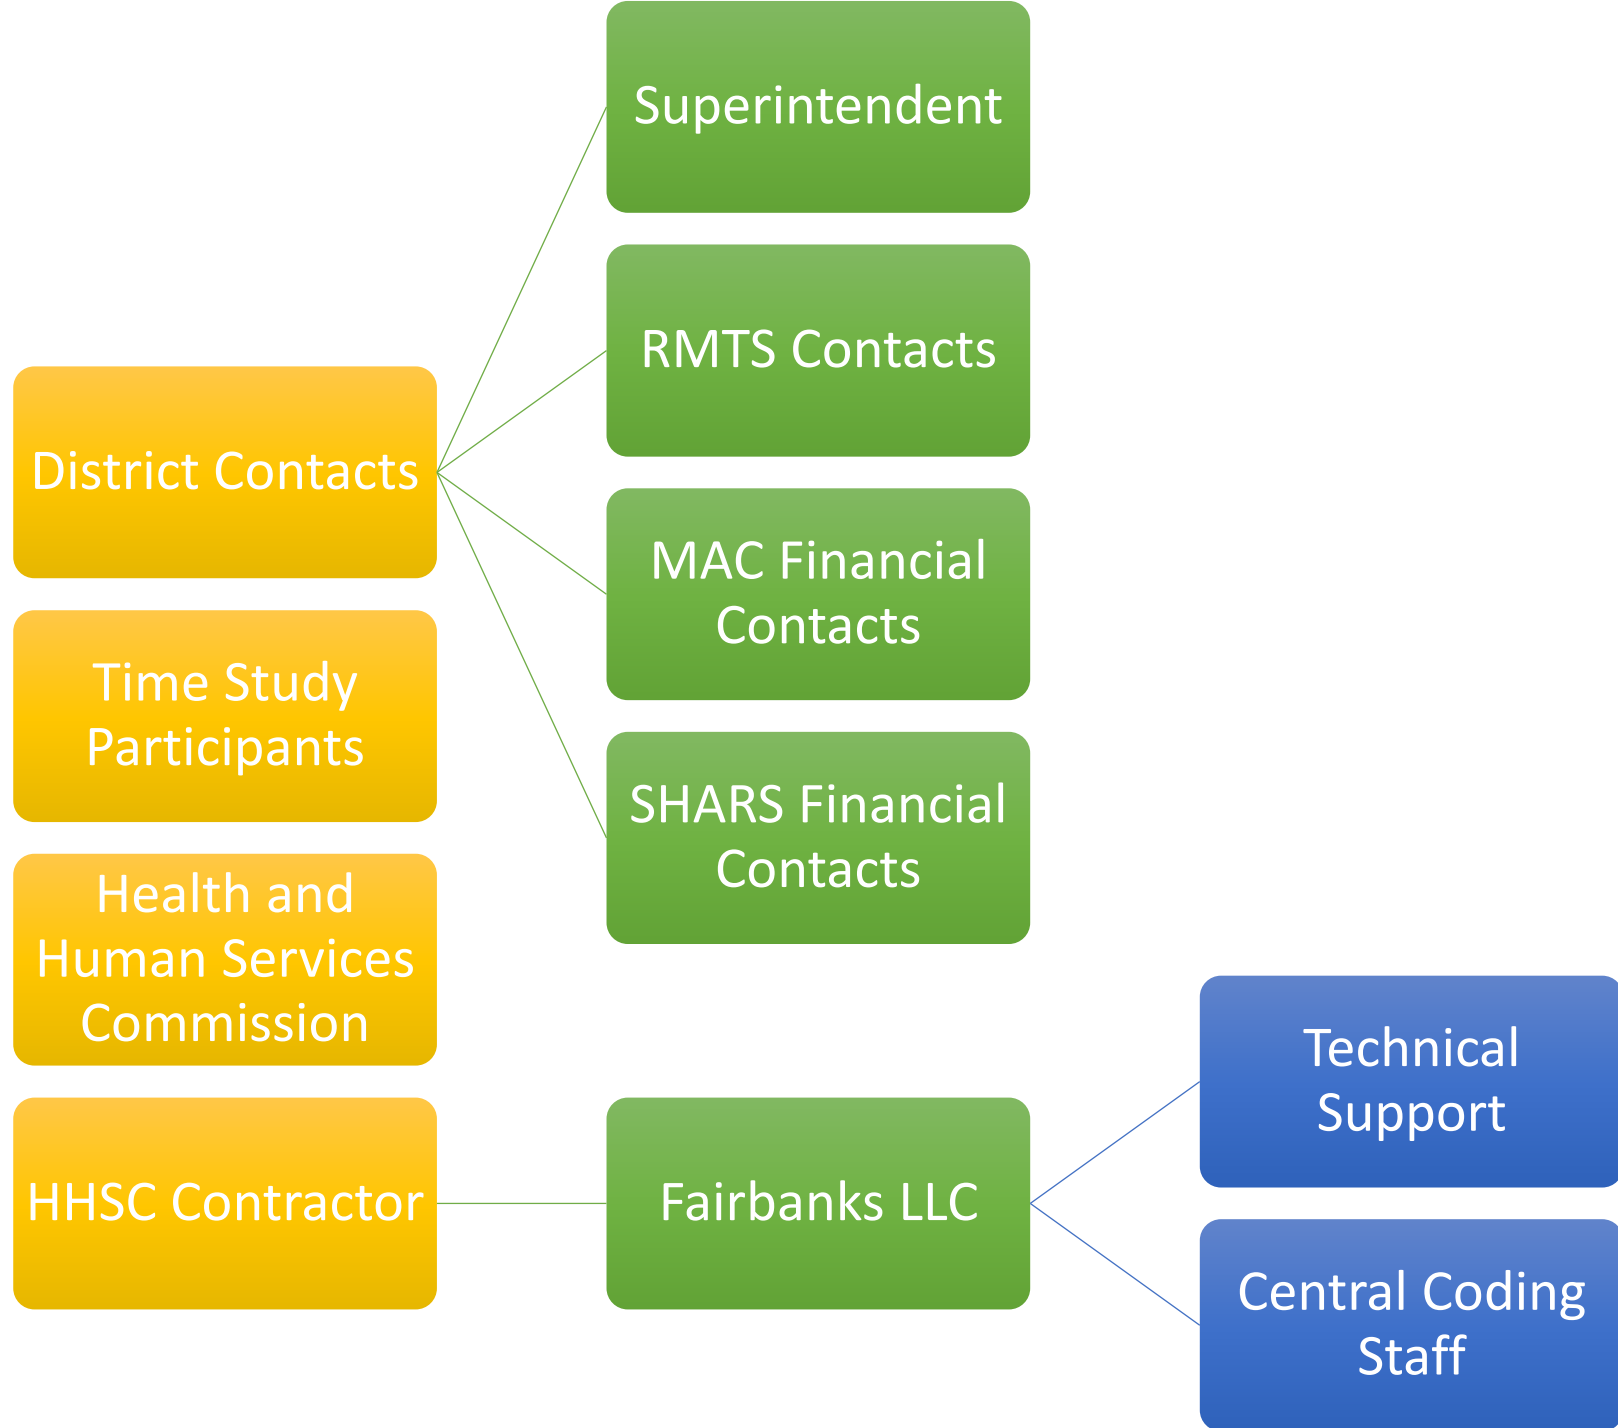 Superintendent
RMTS Contacts
District Contacts
MAC Financial
Contacts
Time Study
Participants
SHARS Financial
Contacts
Health and
Human Services
Commission
Technical
Support
HHSC Contractor
Fairbanks LLC
Central Coding
Staff